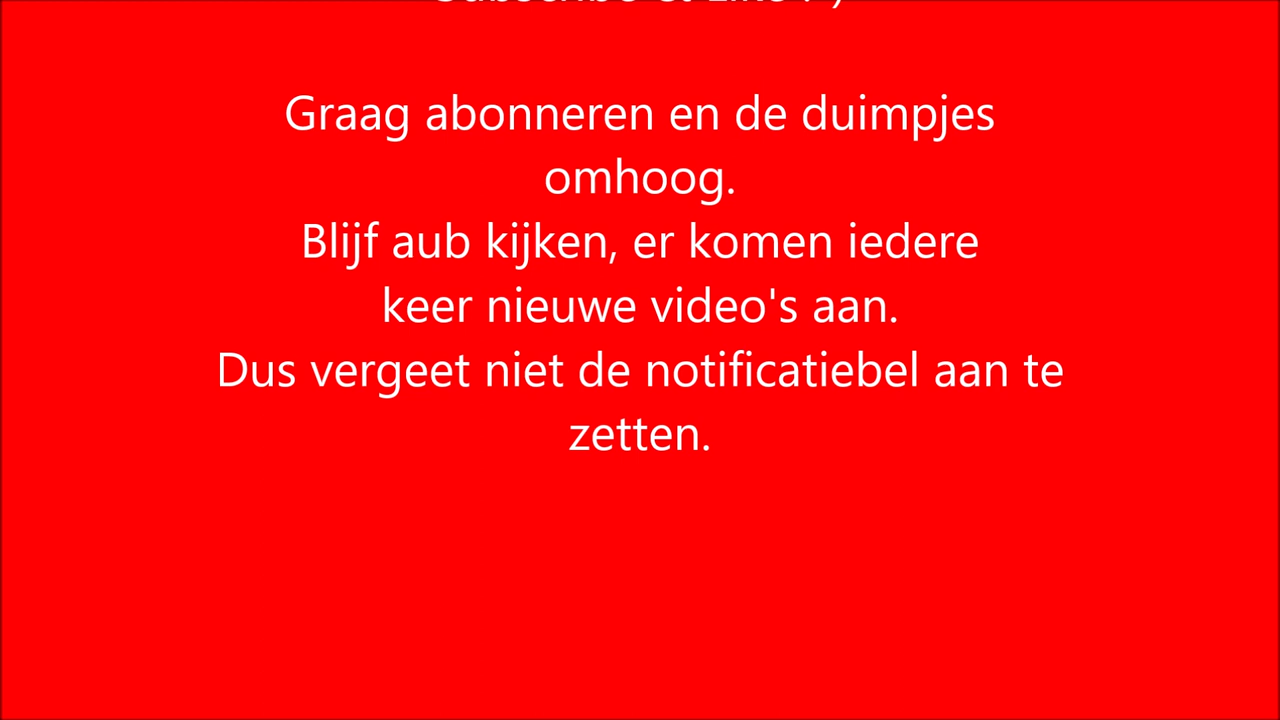 Graag abonneren en de duimpjes
omhoog.
Blijf aub kijken, er komen iedere
keer nieuwe video's aan.
Dus vergeet niet de notificatiebel aan te
zetten.